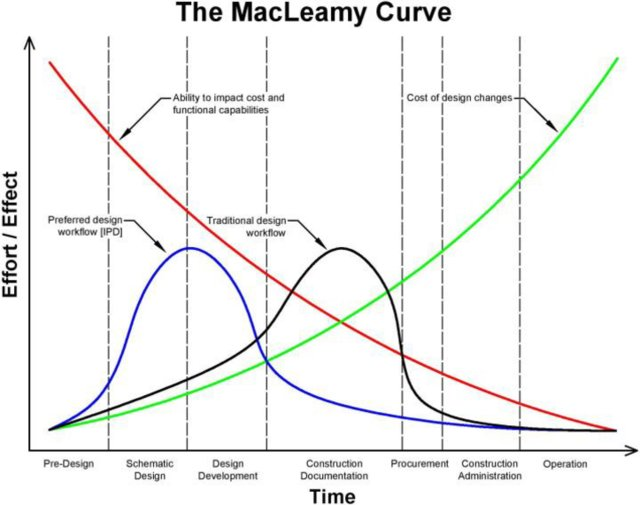 The MacLeamy Curve
Ability to impact cost and
functional capabilities
Cost of design changes
Preferred design
workflow [IPD]
Traditional design
workflow
Effort / Effect
Pre-Design
Schematic
Design
Design
Development
Construction
Documentation
Procurement
Construction
Administration
Operation
Time